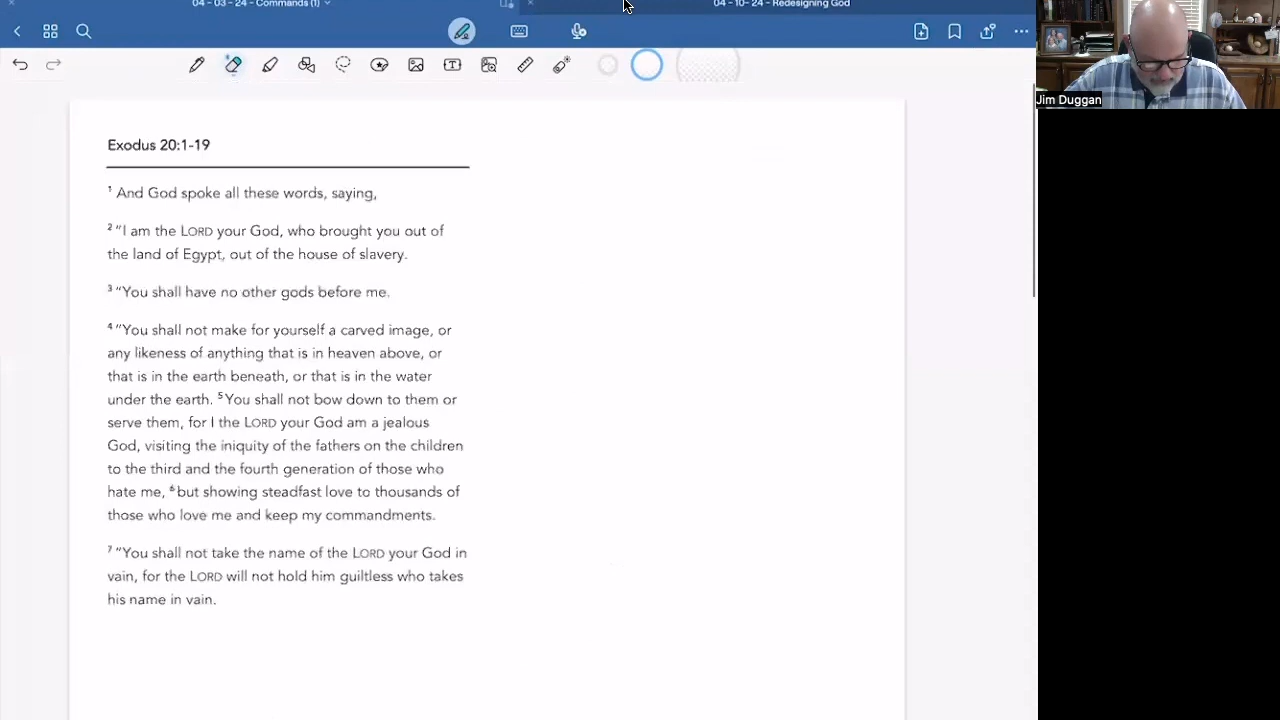 04 - 03 - 24 - Commands (1)
04 - 10- 24 - Redesigning God
Jim Duggan
Exodus 20:1-19
1 And God spoke all these words, saying,
2 "I am the LORD your God, who brought you out of
the land of Egypt, out of the house of slavery.
3 "You shall have no other gods before me.
4 "You shall not make for yourself a carved image, or
any likeness of anything that is in heaven above, or
that is in the earth beneath, or that is in the water
under the earth. 5 You shall not bow down to them or
serve them, for I the LORD your God am a jealous
God, visiting the iniquity of the fathers on the children
to the third and the fourth generation of those who
hate me, 6 but showing steadfast love to thousands of
those who love me and keep my commandments.
7 "You shall not take the name of the LORD your God in
vain, for the LORD will not hold him guiltless who takes
his name in vain.